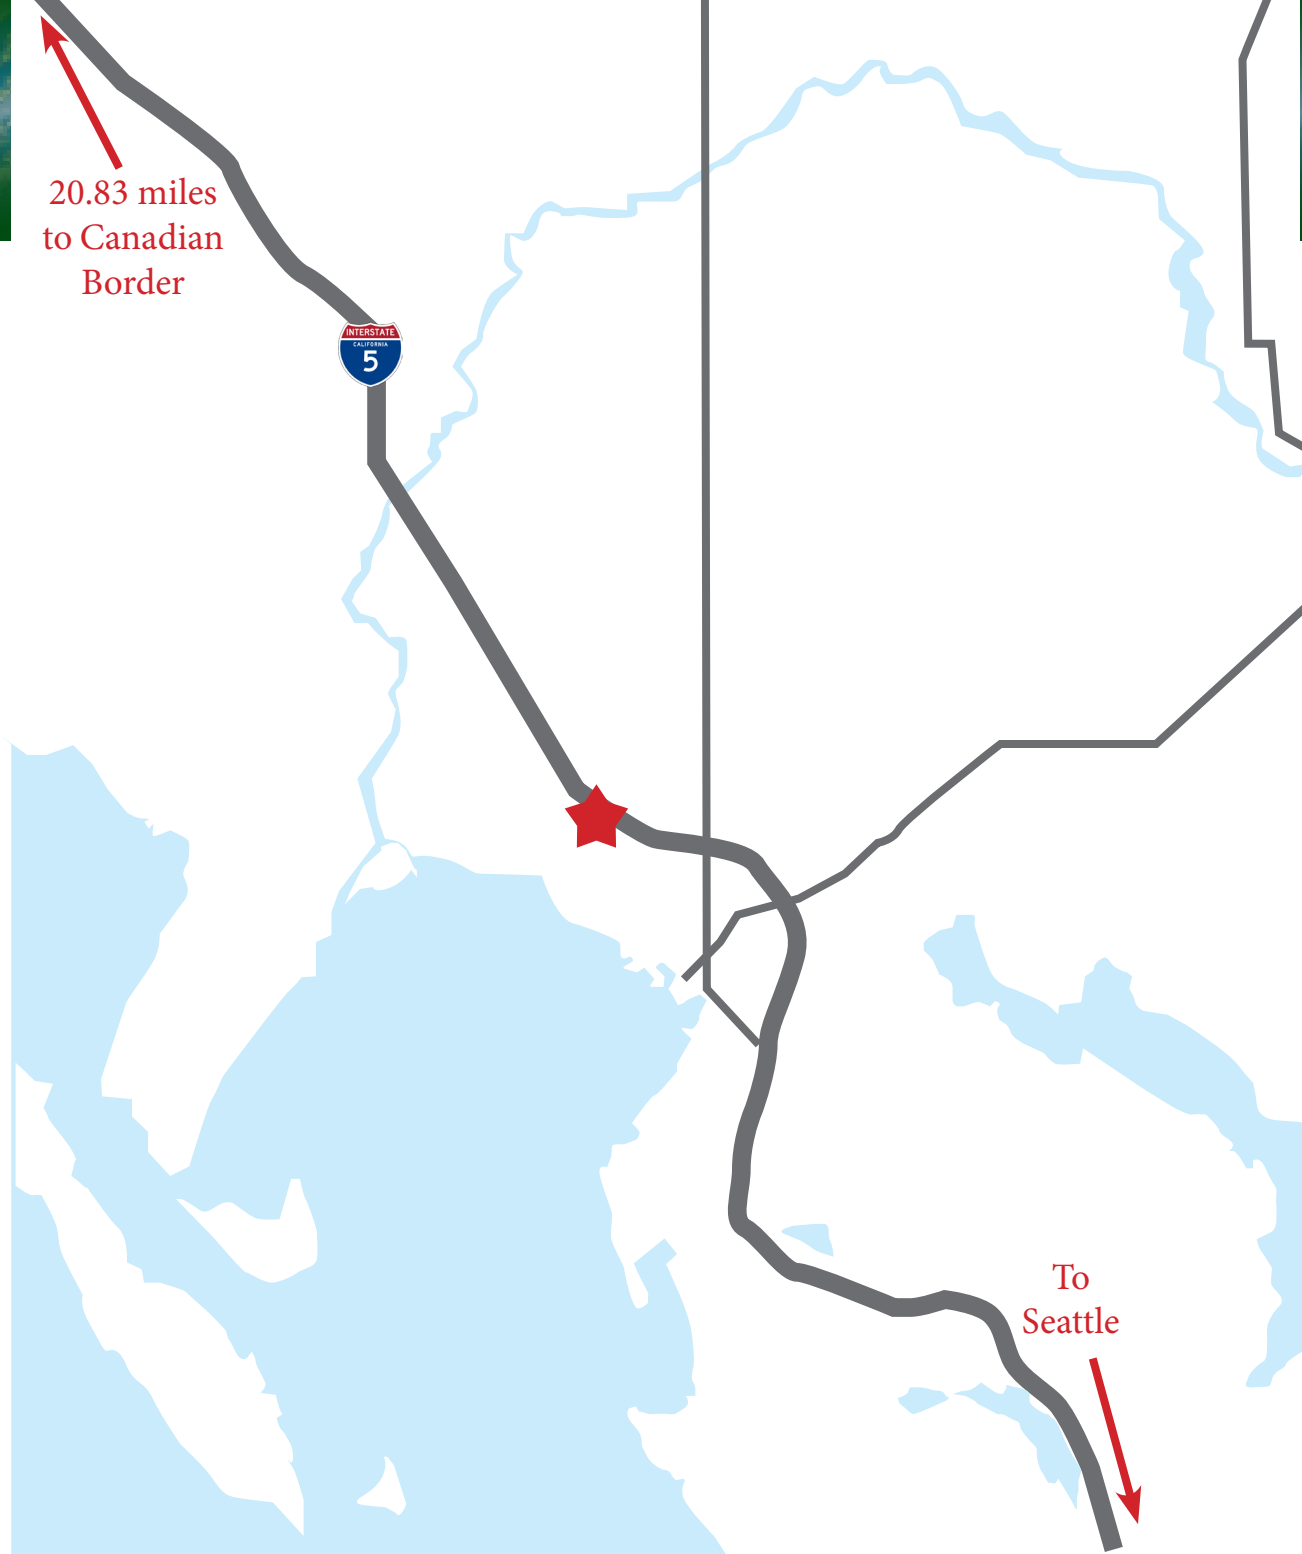 20.83 miles
to Canadian
Border
INTERSTATE
CALIFORNIA
5
To
Seattle